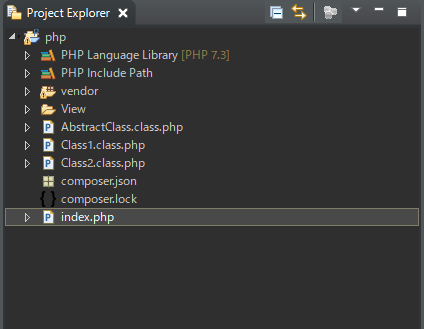 Project Explorer
php
PHP Language Library [PHP 7.3]
PHP Include Path
vendor
View
AbstractClass.class.php
Class1.class.php
Class2.class.php
composer.json
composer.lock
index.php